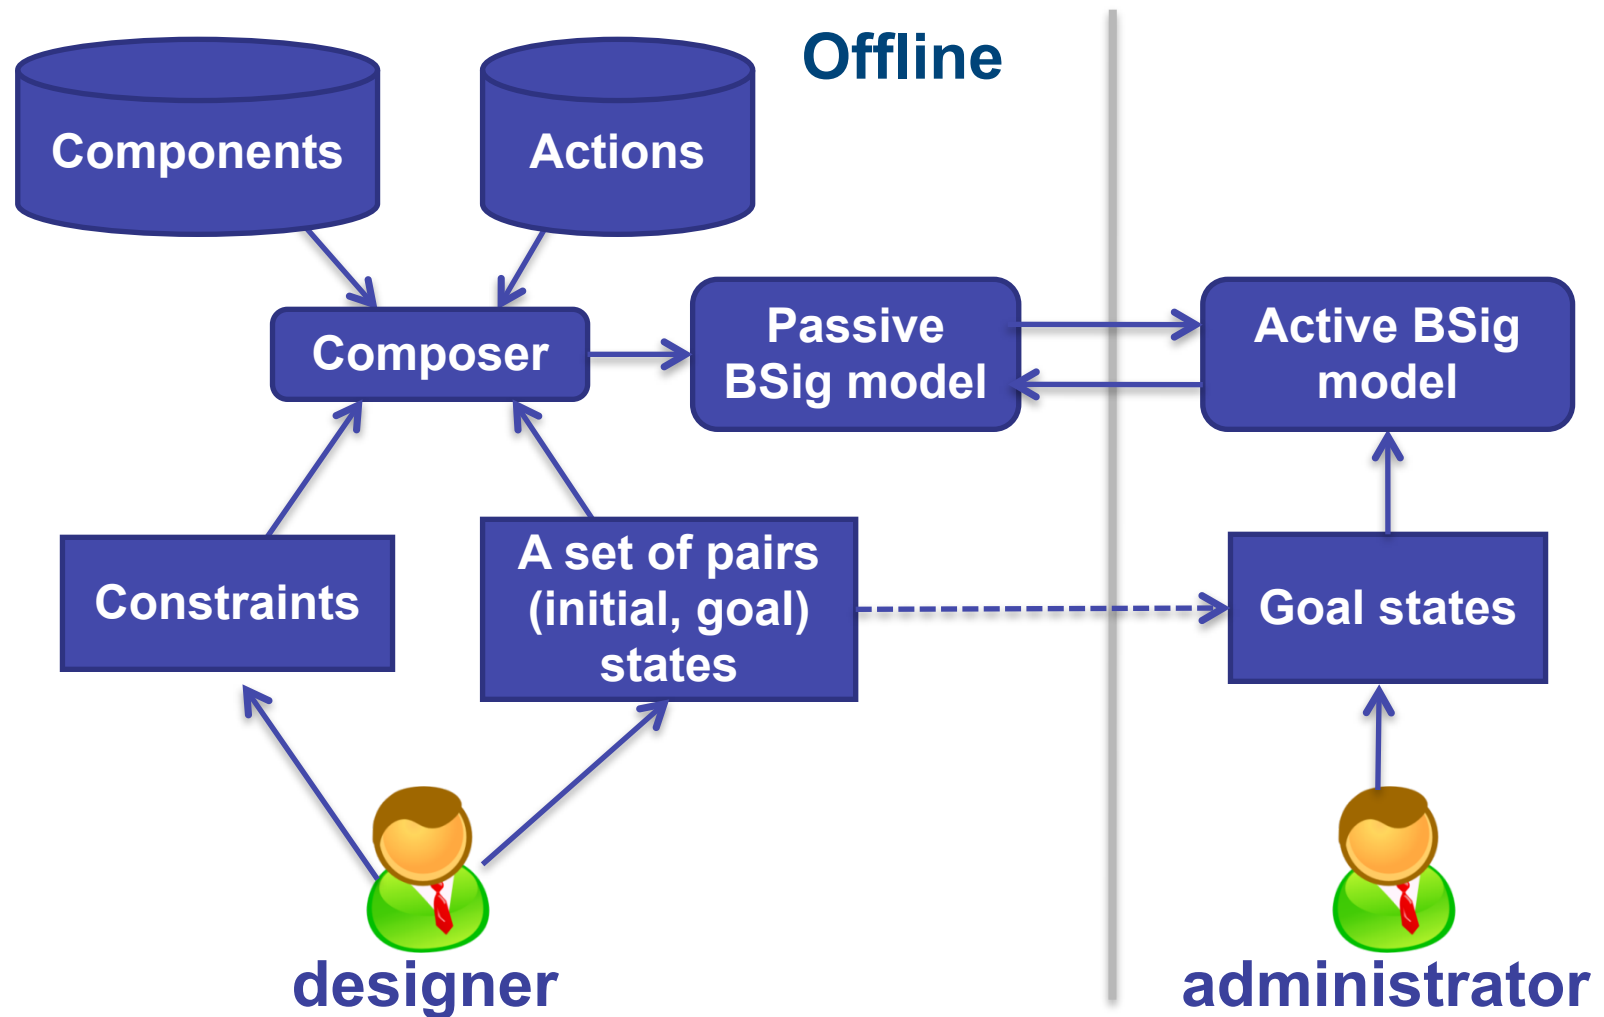 Offline
Components
Actions
Composer
Passive
BSig model
Active BSig
model
Constraints
A set of pairs
(initial, goal)
states
Goal states
designer
administrator